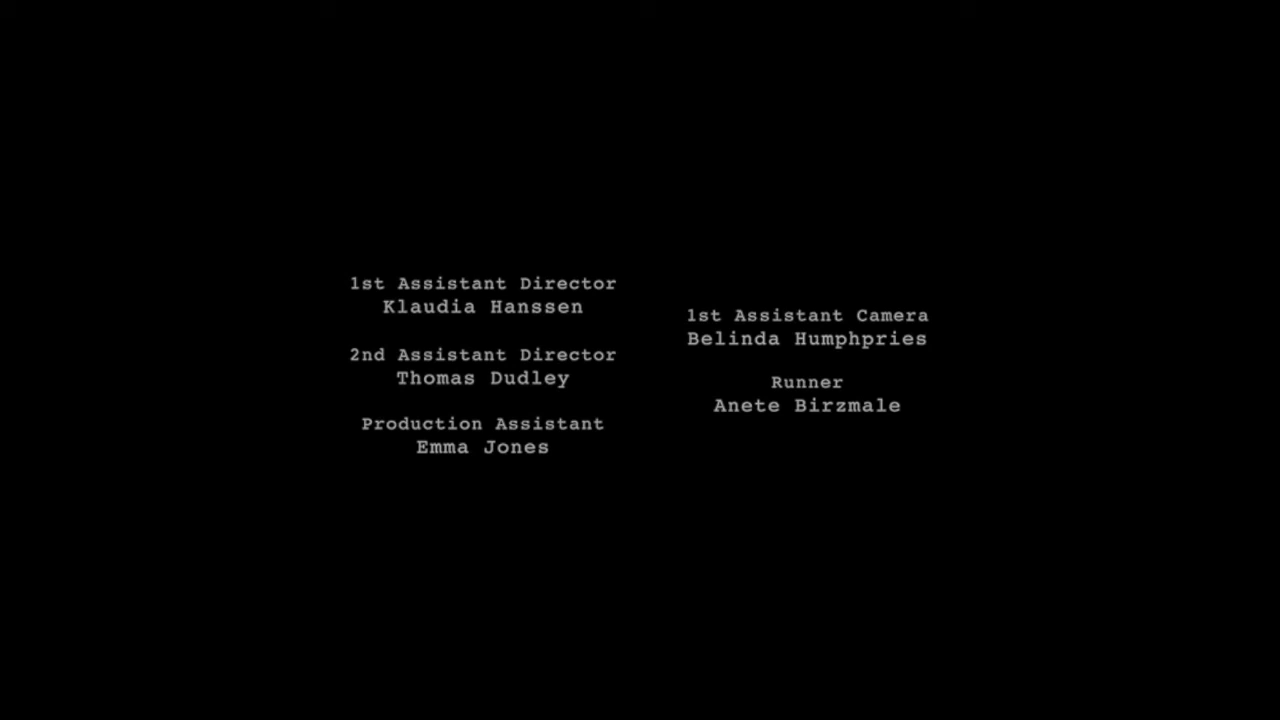 1st Assistant Director
Klaudia Hanssen
2nd Assistant Director
Thomas Dudley
Production Assistant
Emma Jones
1st Assistant Camera
Belinda Humphpries
Runner
Anete Birzmale